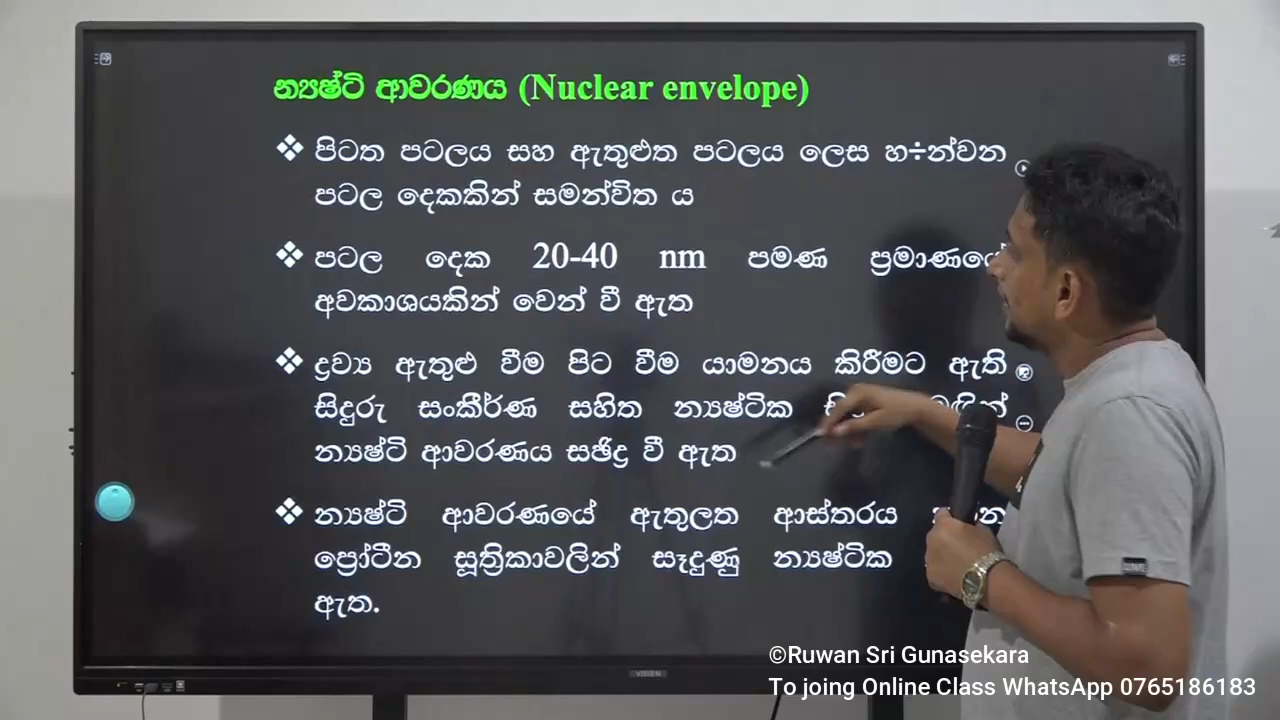 න්‍යෂ්ටි ආවරණය (Nuclear envelope)
❖ පිටත පටලය සහ ඇතුළුත පටලය ලෙස හ÷න්වන
පටල දෙකකින් සමන්විත ය
❖ පටල දෙක 20-40 nm පමණ ප්‍රමාණයේ
අවකාශයකින් වෙන් වී ඇත
❖ ද්‍රව්‍ය ඇතුළු වීම පිට වීම යාමනය කිරීමට ඇති
සිදුරු සංකීර්ණ සහිත න්‍යෂ්ටික
න්‍යෂ්ටි ආවරණය සඡිද්‍ර වී ඇත
❖ න්‍යෂ්ටි ආවරණයේ ඇතුලත ආස්තරය
ප්‍රෝටීන සූත්‍රිකාවලින් සෑදුණු න්‍යෂ්ටික
ඇත.
VISIEN
©Ruwan Sri Gunasekara
To joing Online Class WhatsApp 0765186183